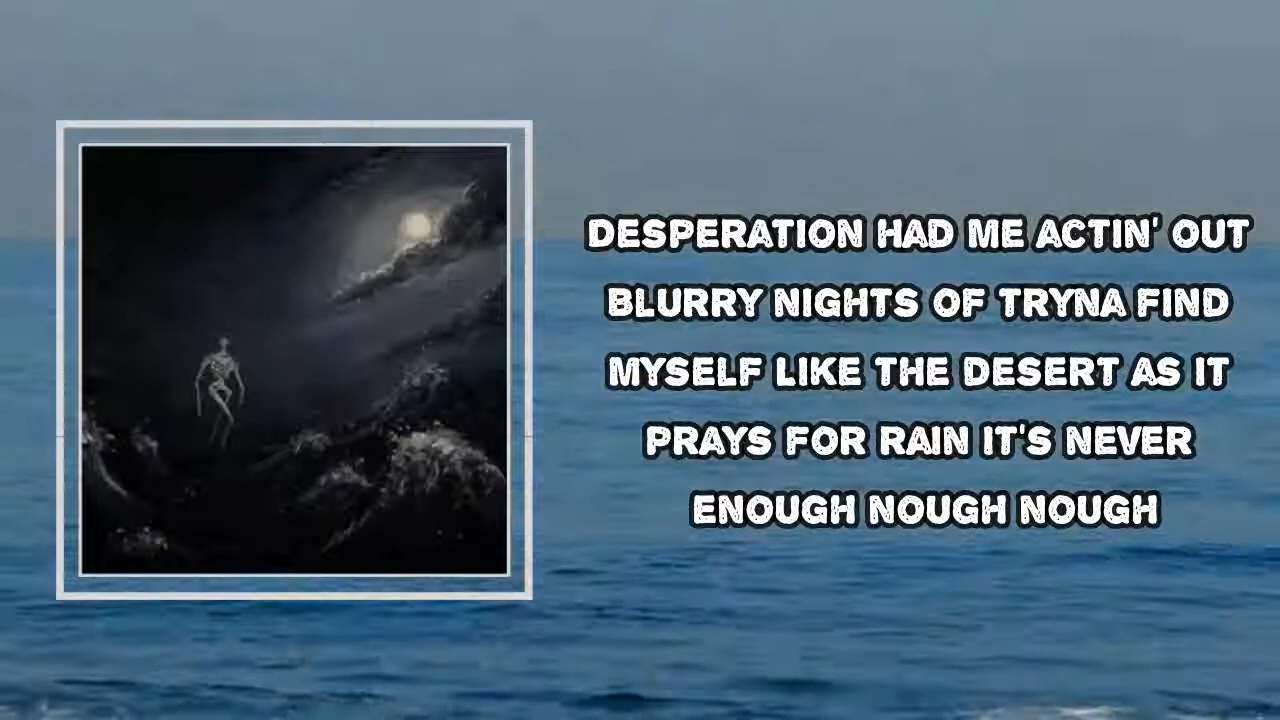 DESPERATION HAD ME ACTIN' OUT
BLURRY NIGHTS OF TRYNA FIND
MYSELF LIKE THE DESERT AS IT
PRAYS FOR RAIN IT'S NEVER
ENOUGH NOUGH NOUGH